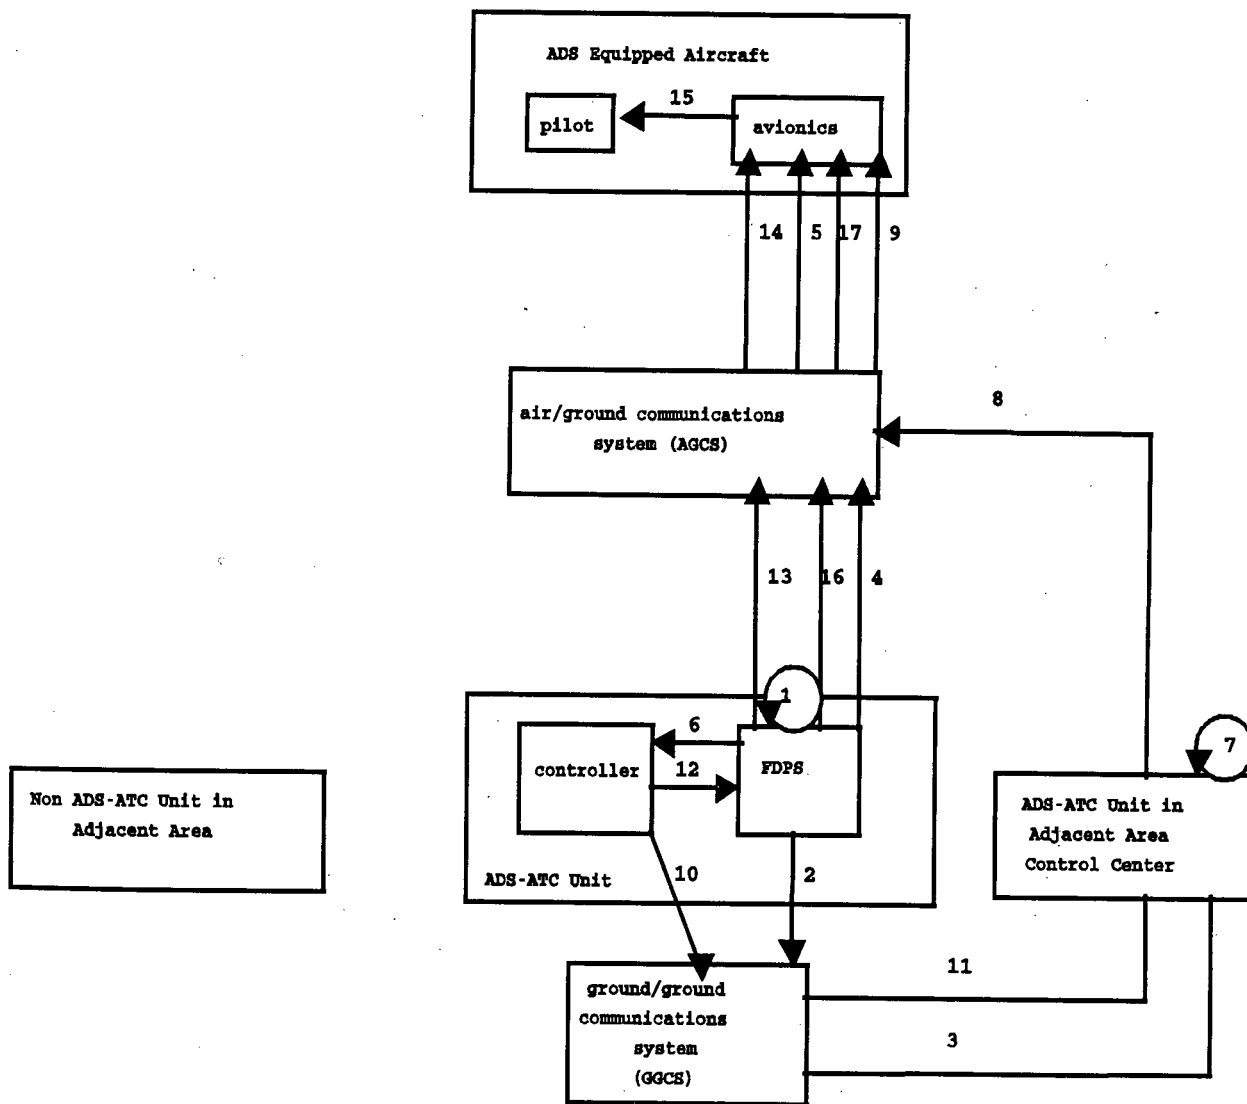 ADS Equipped Aircraft
15
pilot
avionics
14
5
17
9
air/ground communications
system (AGCS)
8
13
16
4
1
6
controller
12
FDPS
7
Non ADS-ATC Unit in
Adjacent Area
ADS-ATC Unit in
Adjacent Area
Control Center
ADS-ATC Unit
10
2
ground/ground
communications
system
(GGCS)
11
3